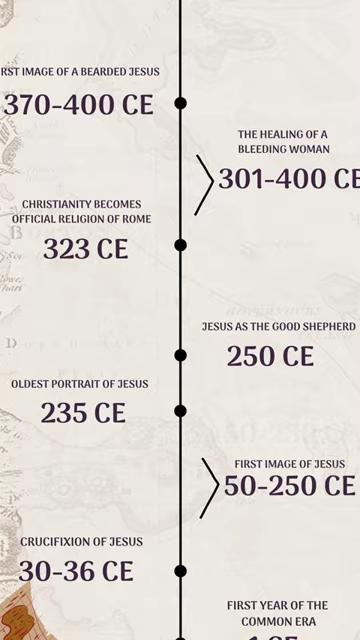 RST IMAGE OF A BEARDED JESUS
370-400 CE
THE HEALING OF A
BLEEDING WOMAN
301-400 CE
CHRISTIANITY BECOMES
OFFICIAL RELIGION OF ROME
323 CE
JESUS AS THE GOOD SHEPHERD
250 CE
OLDEST PORTRAIT OF JESUS
235 CE
FIRST IMAGE OF JESUS
50-250 CE
CRUCIFIXION OF JESUS
30-36 CE
FIRST YEAR OF THE
COMMON ERA